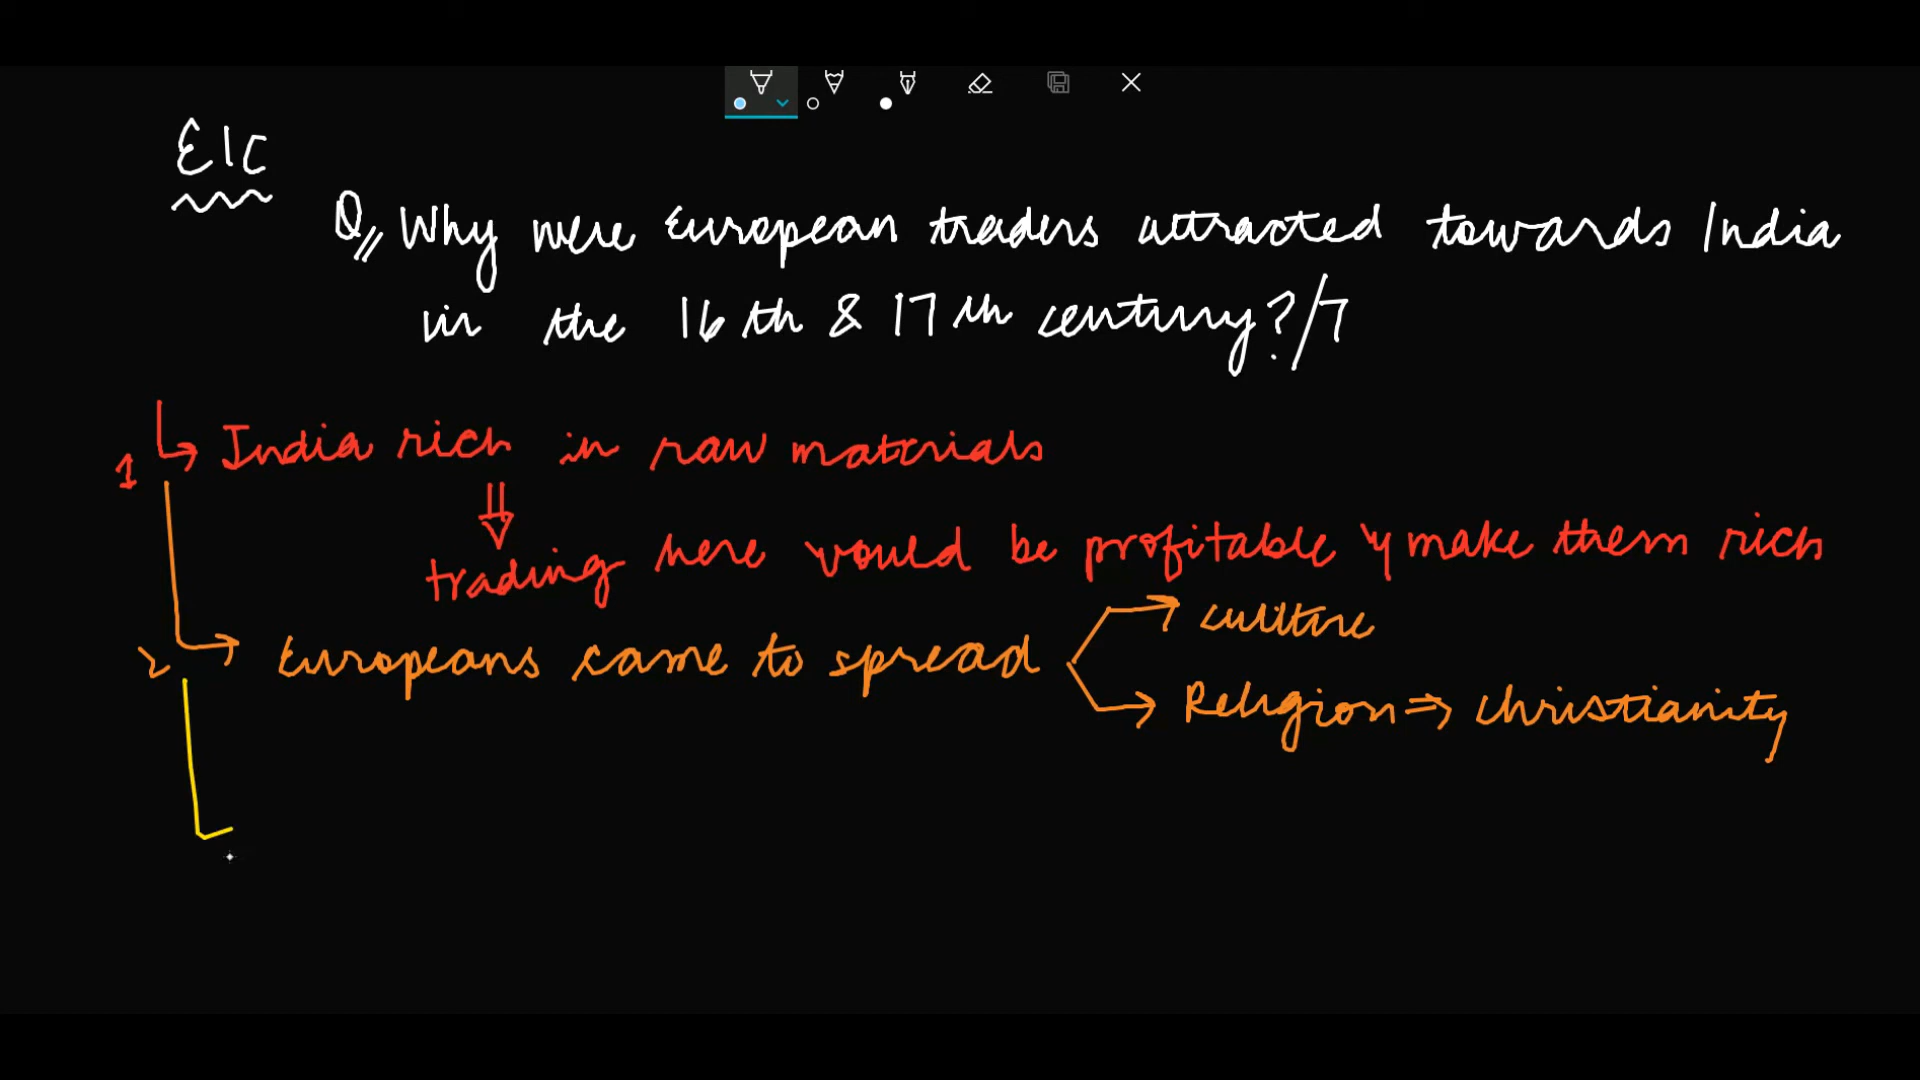 EIC
Q// Why were European traders attracted towards India
in the 16th & 17th century?/7
1 India rich in raw materials
trading here would be profitable y make them rich
culture
2 Europeans came to spread
Religion ⇒ Christianity